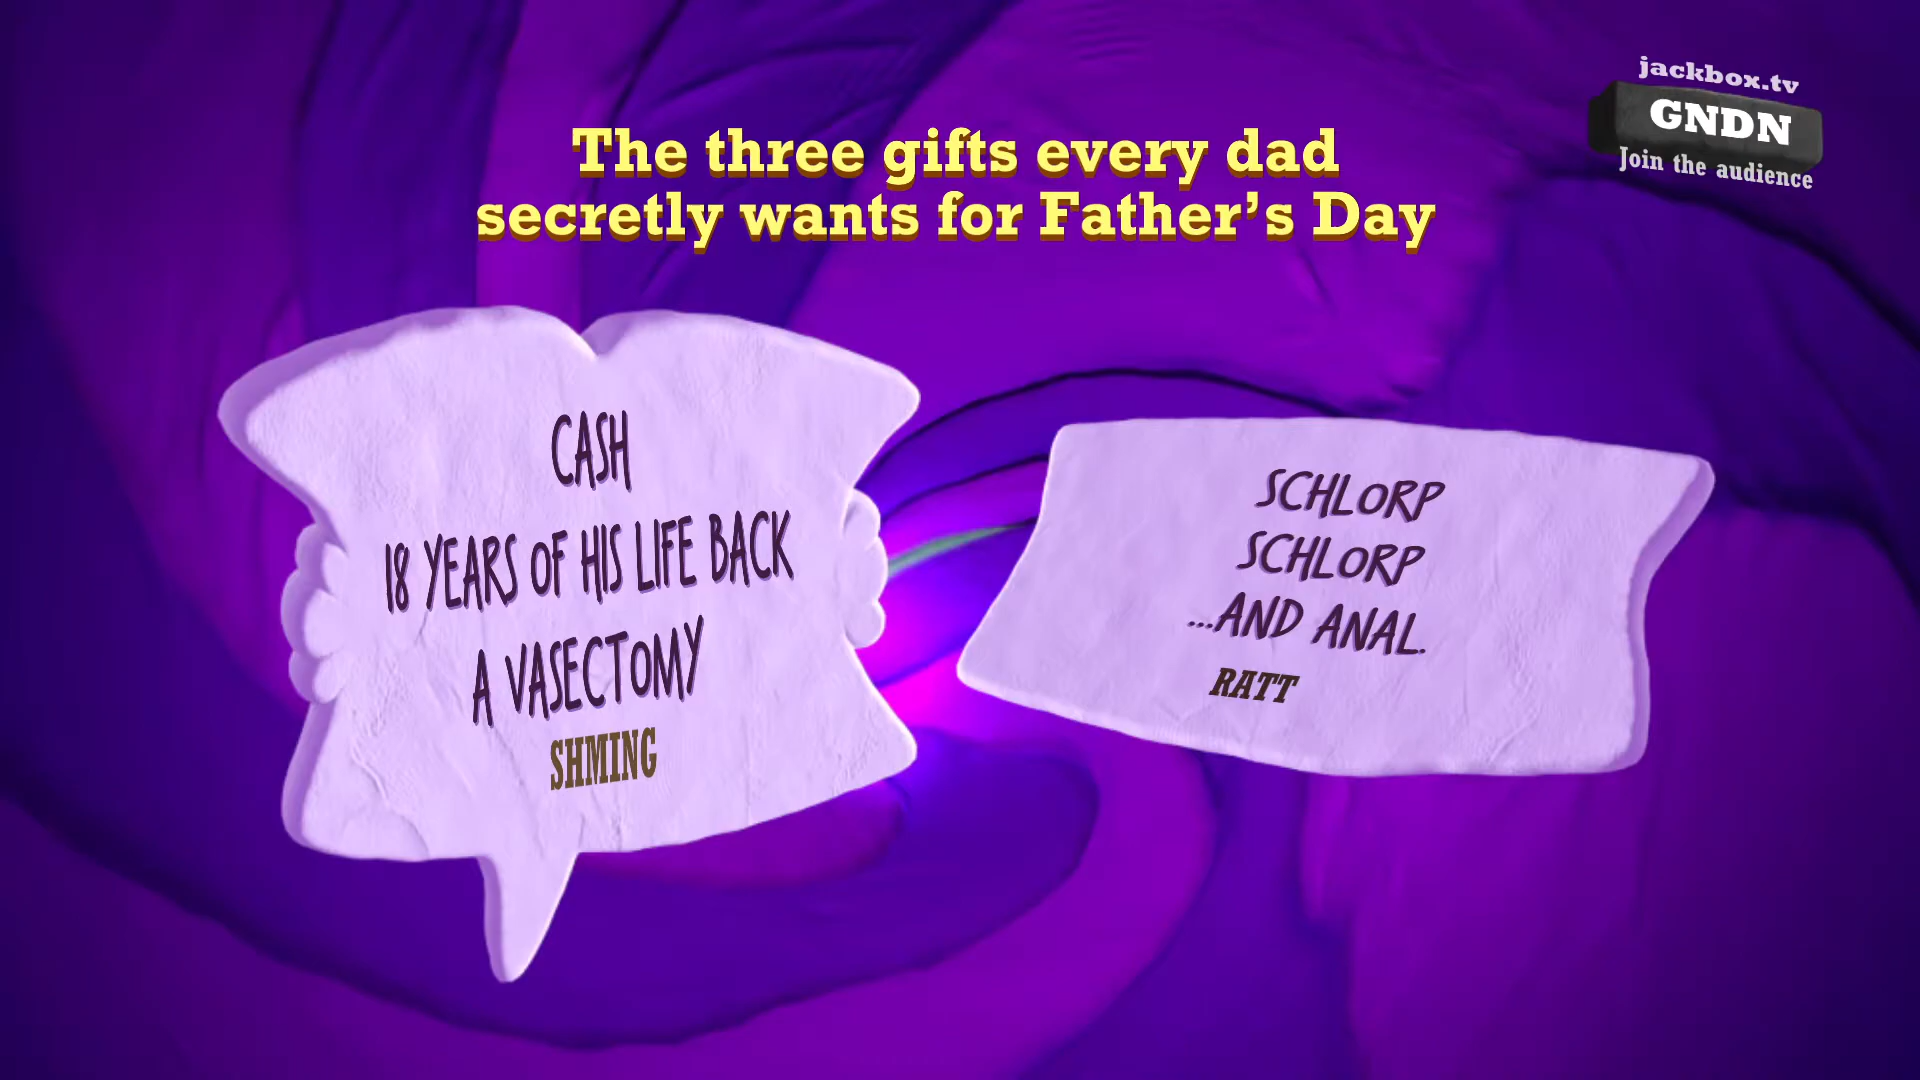 jackbox.tv
GNDN
Join the audience
The three gifts every dad
secretly wants for Father's Day
CASH
18 YEARS OF HIS LIFE BACK
A VASECTOMY
SHMING
SCHLORP
SCHLORP
...AND ANAL.
RATT